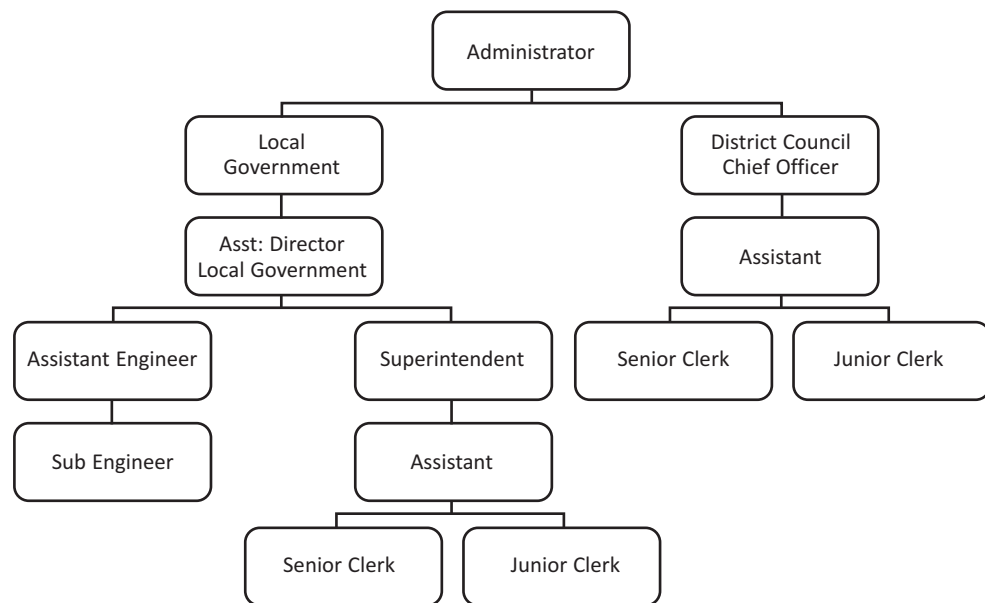 Administrator
Local
Government
District Council
Chief Officer
Asst: Director
Local Government
Assistant
Assistant Engineer
Superintendent
Senior Clerk
Junior Clerk
Sub Engineer
Assistant
Senior Clerk
Junior Clerk